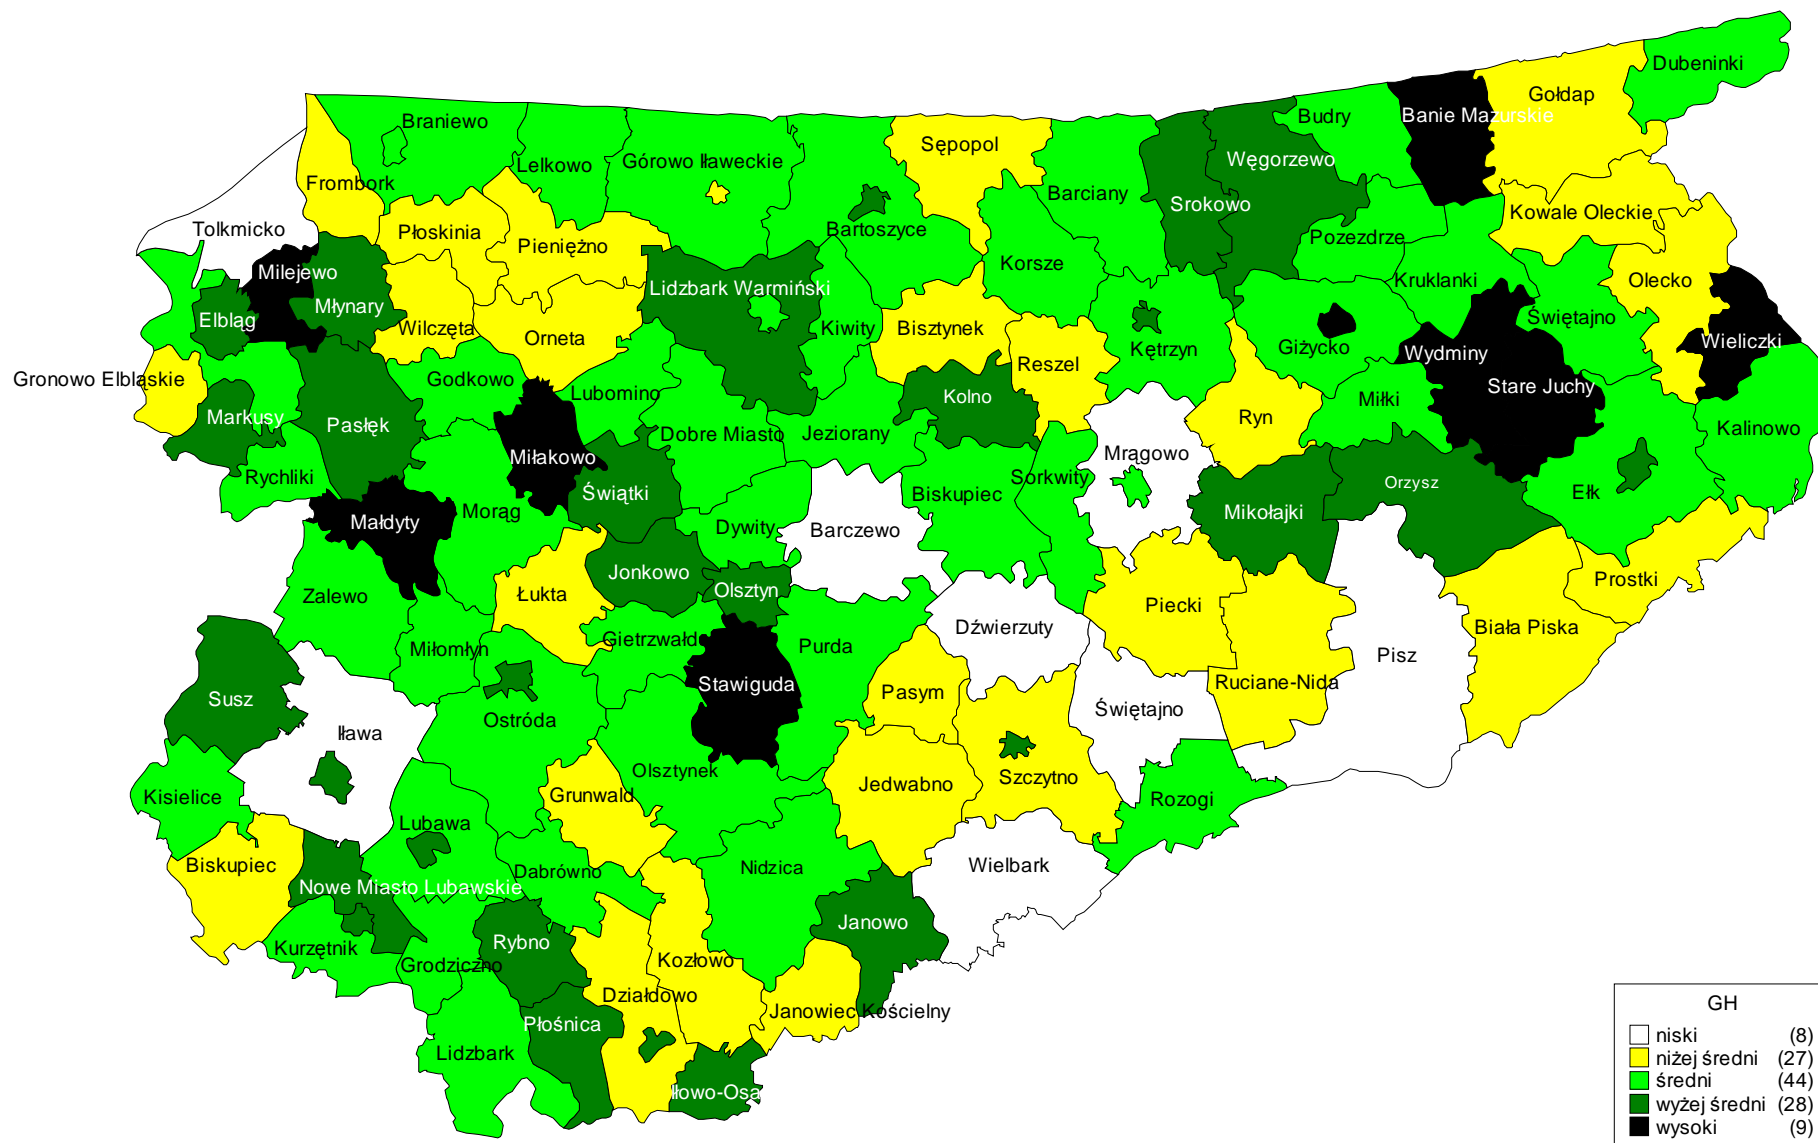 Dubeninki
Gołdap
Banie Mazurskie
Budry
Braniewo
Sępopol
Lelkowo
Górowo Iławeckie
Węgorzewo
Frombork
Barciany
Srokowo
Kowale Oleckie
Tolkmicko
Płoskinia
Bartoszyce
Pozezdrze
Pieniężno
Korsze
Milejewo
Kruklanki
Olecko
Lidzbark Warmiński
Młynary
Elbląg
Wilczęta
Kiwity
Bisztynek
Świętajno
Orneta
Kętrzyn
Giżycko
Wydminy
Wieliczki
Gronowo Elbląskie
Godkowo
Reszel
Stare Juchy
Lubomino
Kolno
Miłki
Markusy
Pasłęk
Ryn
Dobre Miasto
Jeziorany
Kalinowo
Miłakowo
Mrągowo
Rychliki
Sorkwity
Orzysz
Świątki
Biskupiec
Ełk
Małdyty
Morąg
Mikołajki
Dywity
Barczewo
Jonkowo
Prostki
Olsztyn
Zalewo
Łukta
Piecki
Dźwierzuty
Biała Piska
Gietrzwałd
Purda
Miłomłyn
Pisz
Stawiguda
Ruciane-Nida
Susz
Pasym
Świętajno
Ostróda
Iława
Olsztynek
Szczytno
Jedwabno
Kisielice
Grunwald
Rozogi
Lubawa
Biskupiec
Nidzica
Wielbark
Dabrówno
Nowe Miasto Lubawskie
Janowo
Rybno
Kurzętnik
Kozłowo
Grodziczno
Działdowo
Janowiec Kościelny
Płośnica
Lidzbark
Iłowo-Osa
GH
niski (8)
niżej średni (27)
średni (44)
wyżej średni (28)
wysoki (9)